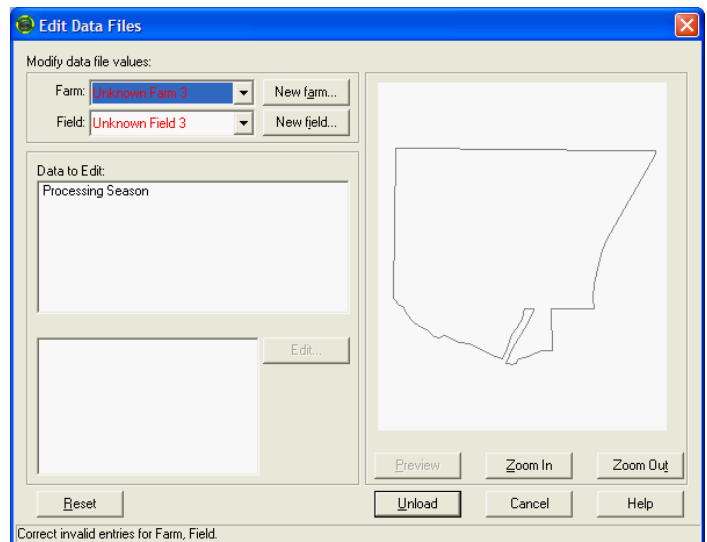 Edit Data Files
Modify data file values:
Farm: Unknown Farm 3 New farm...
Field: Unknown Field 3 New field...
Data to Edit:
Processing Season
Edit...
Preview Zoom In Zoom Out
Reset Unload Cancel Help
Correct invalid entries for Farm, Field.